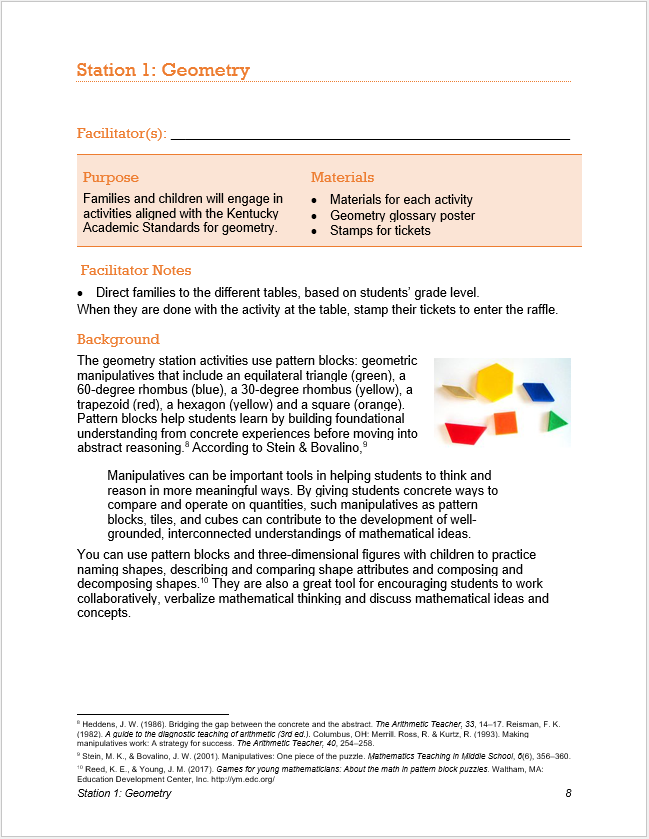 Station 1: Geometry
Facilitator(s):
Purpose
Families and children will engage in
activities aligned with the Kentucky
Academic Standards for geometry.
Materials
• Materials for each activity
• Geometry glossary poster
• Stamps for tickets
Facilitator Notes
• Direct families to the different tables, based on students’ grade level.
When they are done with the activity at the table, stamp their tickets to enter the raffle.
Background
The geometry station activities use pattern blocks: geometric
manipulatives that include an equilateral triangle (green), a
60-degree rhombus (blue), a 30-degree rhombus (yellow), a
trapezoid (red), a hexagon (yellow) and a square (orange).
Pattern blocks help students learn by building foundational
understanding from concrete experiences before moving into
abstract reasoning.8 According to Stein & Bovalino,9
Manipulatives can be important tools in helping students to think and
reason in more meaningful ways. By giving students concrete ways to
compare and operate on quantities, such manipulatives as pattern
blocks, tiles, and cubes can contribute to the development of well-
grounded, interconnected understandings of mathematical ideas.
You can use pattern blocks and three-dimensional figures with children to practice
naming shapes, describing and comparing shape attributes and composing and
decomposing shapes.10 They are also a great tool for encouraging students to work
collaboratively, verbalize mathematical thinking and discuss mathematical ideas and
concepts.
8 Heddens, J. W. (1986). Bridging the gap between the concrete and the abstract. The Arithmetic Teacher, 33, 14–17. Reisman, F. K.
(1982). A guide to the diagnostic teaching of arithmetic (3rd ed.). Columbus, OH: Merrill. Ross, R. & Kurtz, R. (1993). Making
manipulatives work: A strategy for success. The Arithmetic Teacher, 40, 254–258.
9 Stein, M. K., & Bovalino, J. W. (2001). Manipulatives: One piece of the puzzle. Mathematics Teaching in Middle School, 6(6), 356–360.
10 Reed, K. E., & Young, J. M. (2017). Games for young mathematicians: About the math in pattern block puzzles. Waltham, MA:
Education Development Center, Inc. http://ym.edc.org/
Station 1: Geometry 8